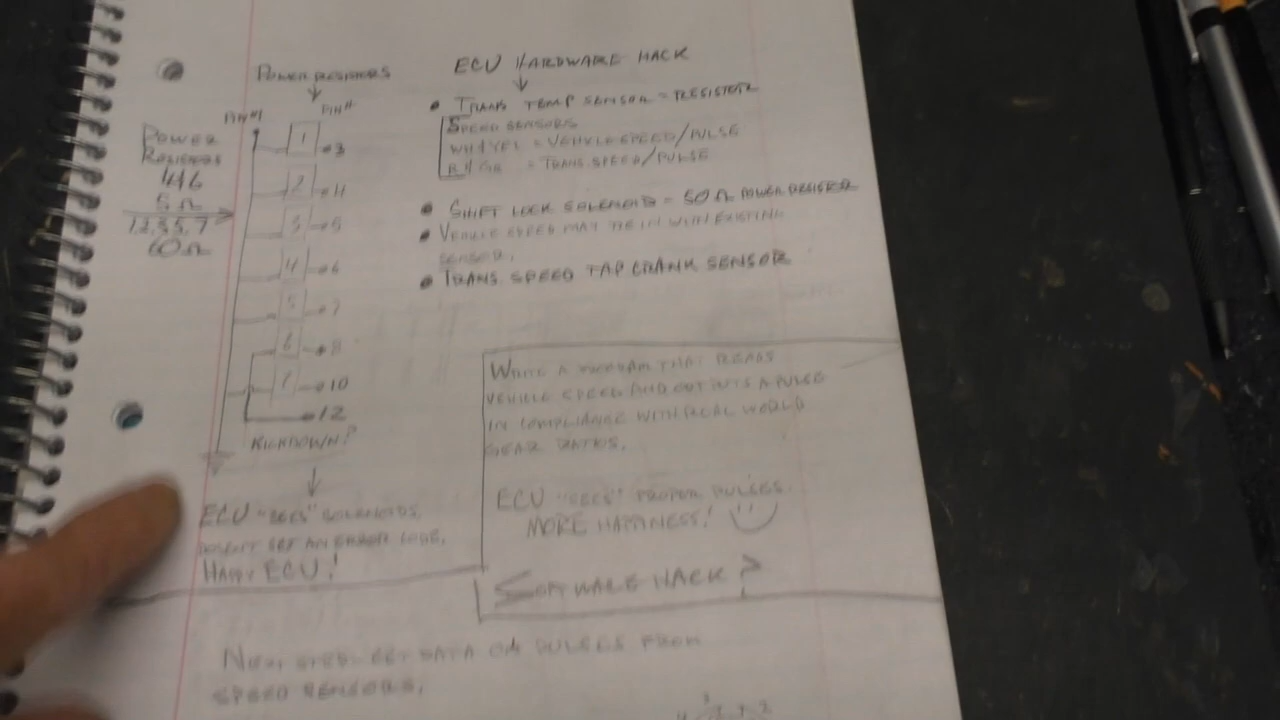 POWER RESISTORS
PIN#1
PIN#
POWER
RESISTORS
1 4 6
5Ω
1,2,3,5,7
60Ω
1
3
2
4
3
5
4
6
5
7
6
8
7
10
12
KICKDOWN?
ECU "SEES" SOLENOIDS
DOESN'T SET AN ERROR CODE.
HAPPY ECU!
ECU HARDWARE HACK
• TRANS TEMP SENSOR = RESISTOR
SPEED SENSORS
WH/YEL = VEHICLE SPEED/PULSE
= TRANS SPEED/PULSE
• SHIFT LOCK SOLENOID = 50Ω POWER RESISTOR
• VEHICLE SPEED MAY BE IN WITH EXISTING
SENSOR.
• TRANS SPEED TAP CRANK SENSOR
WRITE A PROGRAM THAT READS
VEHICLE SPEED AND OUTPUTS A PULSE
IN COMPLIANCE WITH REAL WORLD
GEAR RATIOS.
ECU "SEES" PROPER PULSES
MORE HAPPINESS!
SOFTWARE HACK?
NEXT STEP: GET DATA ON PULSES FROM
SPEED SENSORS.